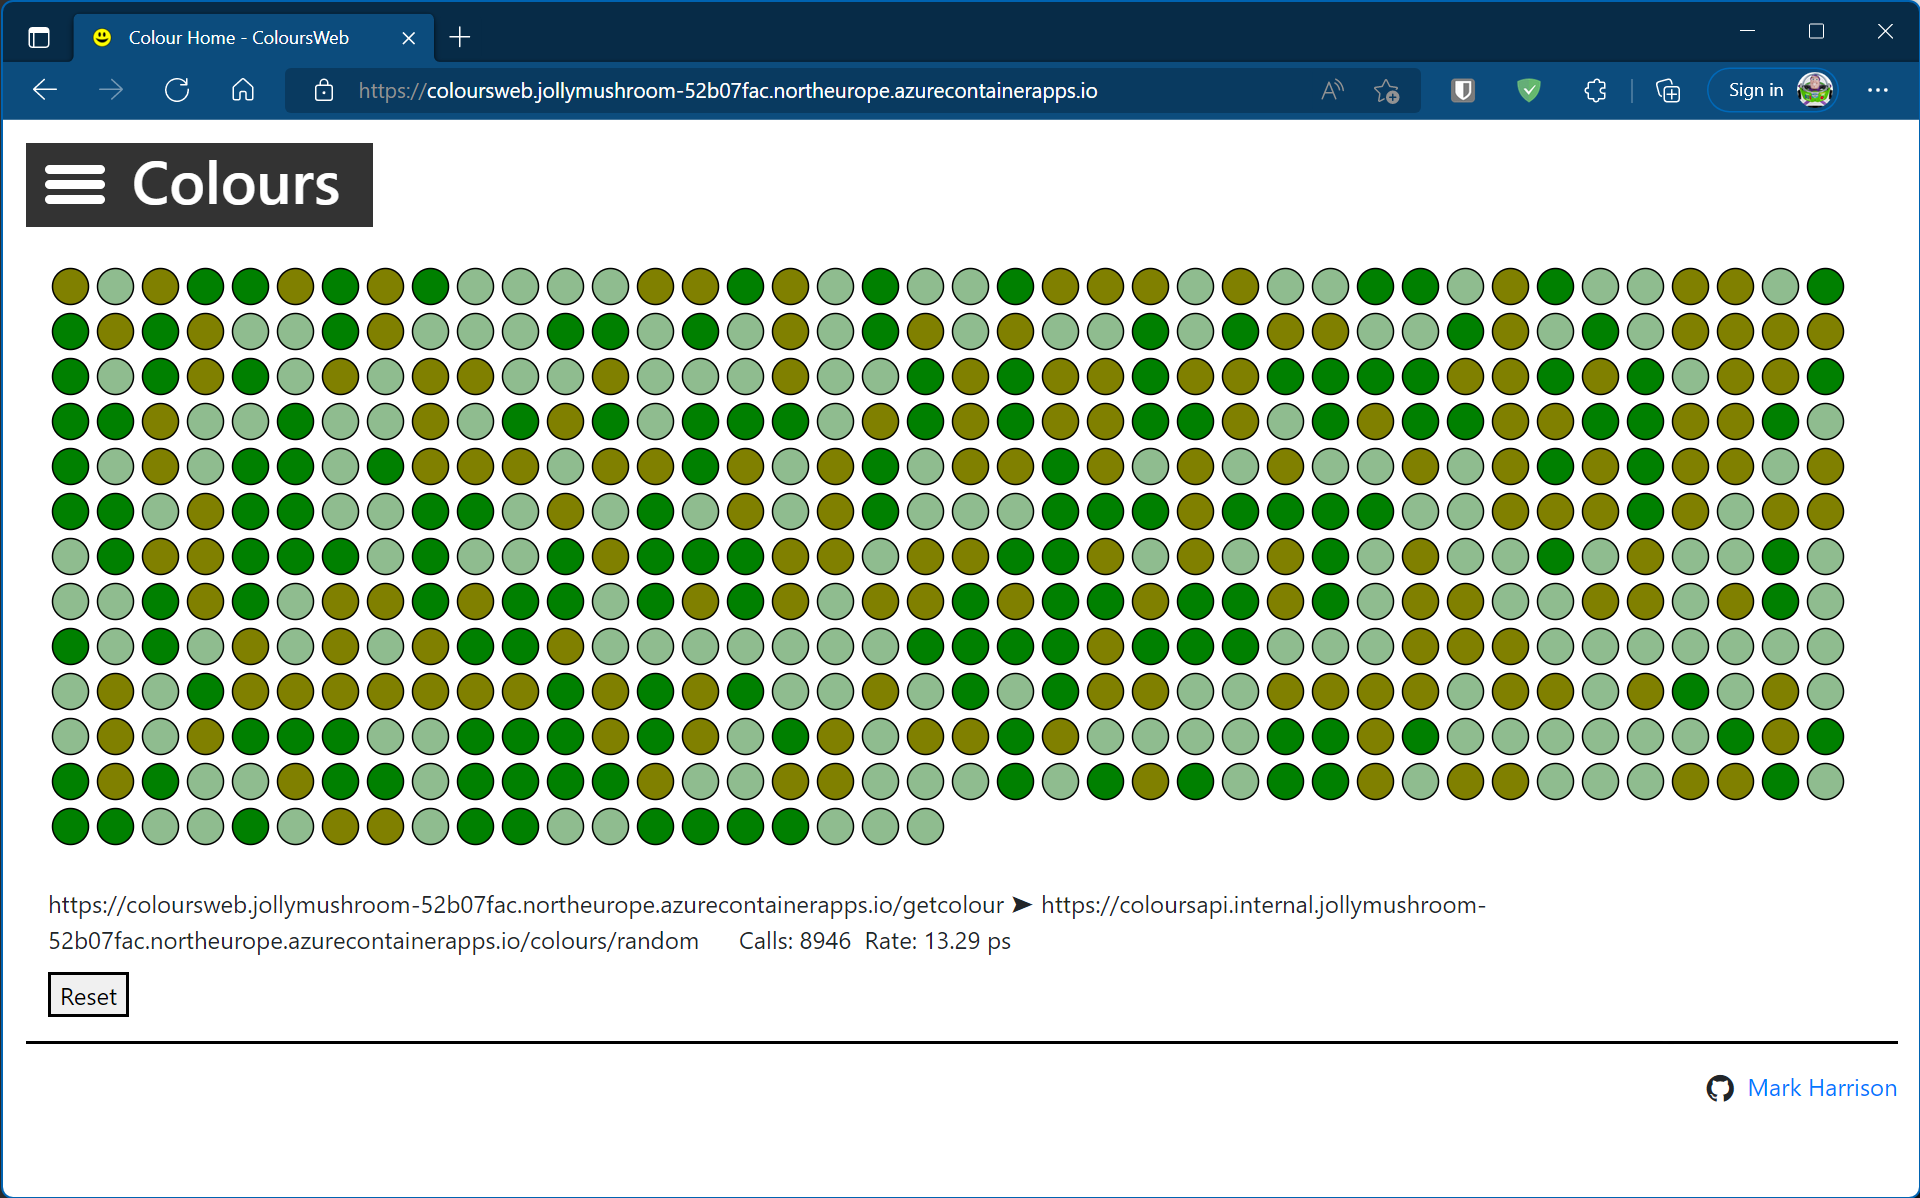 Colour Home - ColoursWeb
https://coloursweb.jollymushroom-52b07fac.northeurope.azurecontainerapps.io
Sign in
Colours
https://coloursweb.jollymushroom-52b07fac.northeurope.azurecontainerapps.io/getcolour ➤ https://coloursapi.internal.jollymushroom-
52b07fac.northeurope.azurecontainerapps.io/colours/random Calls: 8946 Rate: 13.29 ps
Reset
Mark Harrison